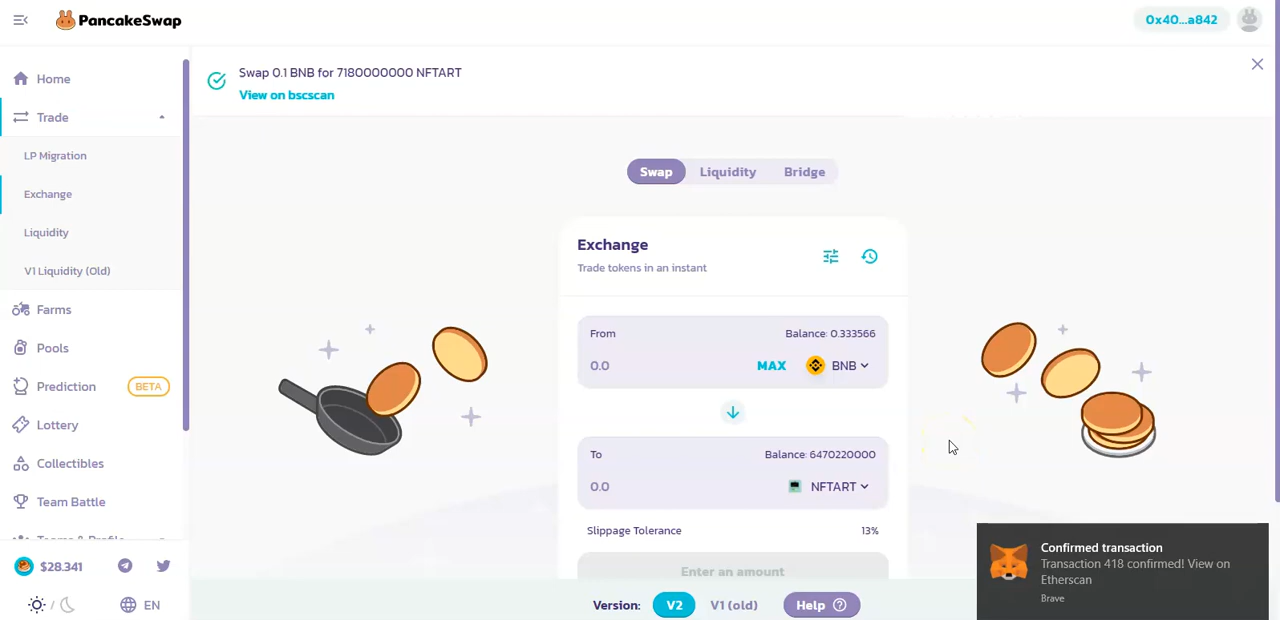 PancakeSwap
0x40...a842
Home
Trade
LP Migration
Exchange
Liquidity
V1 Liquidity (Old)
Farms
Pools
Prediction
BETA
Lottery
Collectibles
Team Battle
Teams & Profile
$28.341
EN
Swap 0.1 BNB for 7180000000 NFTART
View on bscscan
Swap
Liquidity
Bridge
Exchange
Trade tokens in an instant
From
Balance: 0.333566
0.0
MAX
BNB
To
Balance: 6470220000
0.0
NFTART
Slippage Tolerance
13%
Enter an amount
Version:
V2
V1 (old)
Help
Confirmed transaction
Transaction 418 confirmed! View on
Etherscan
Brave